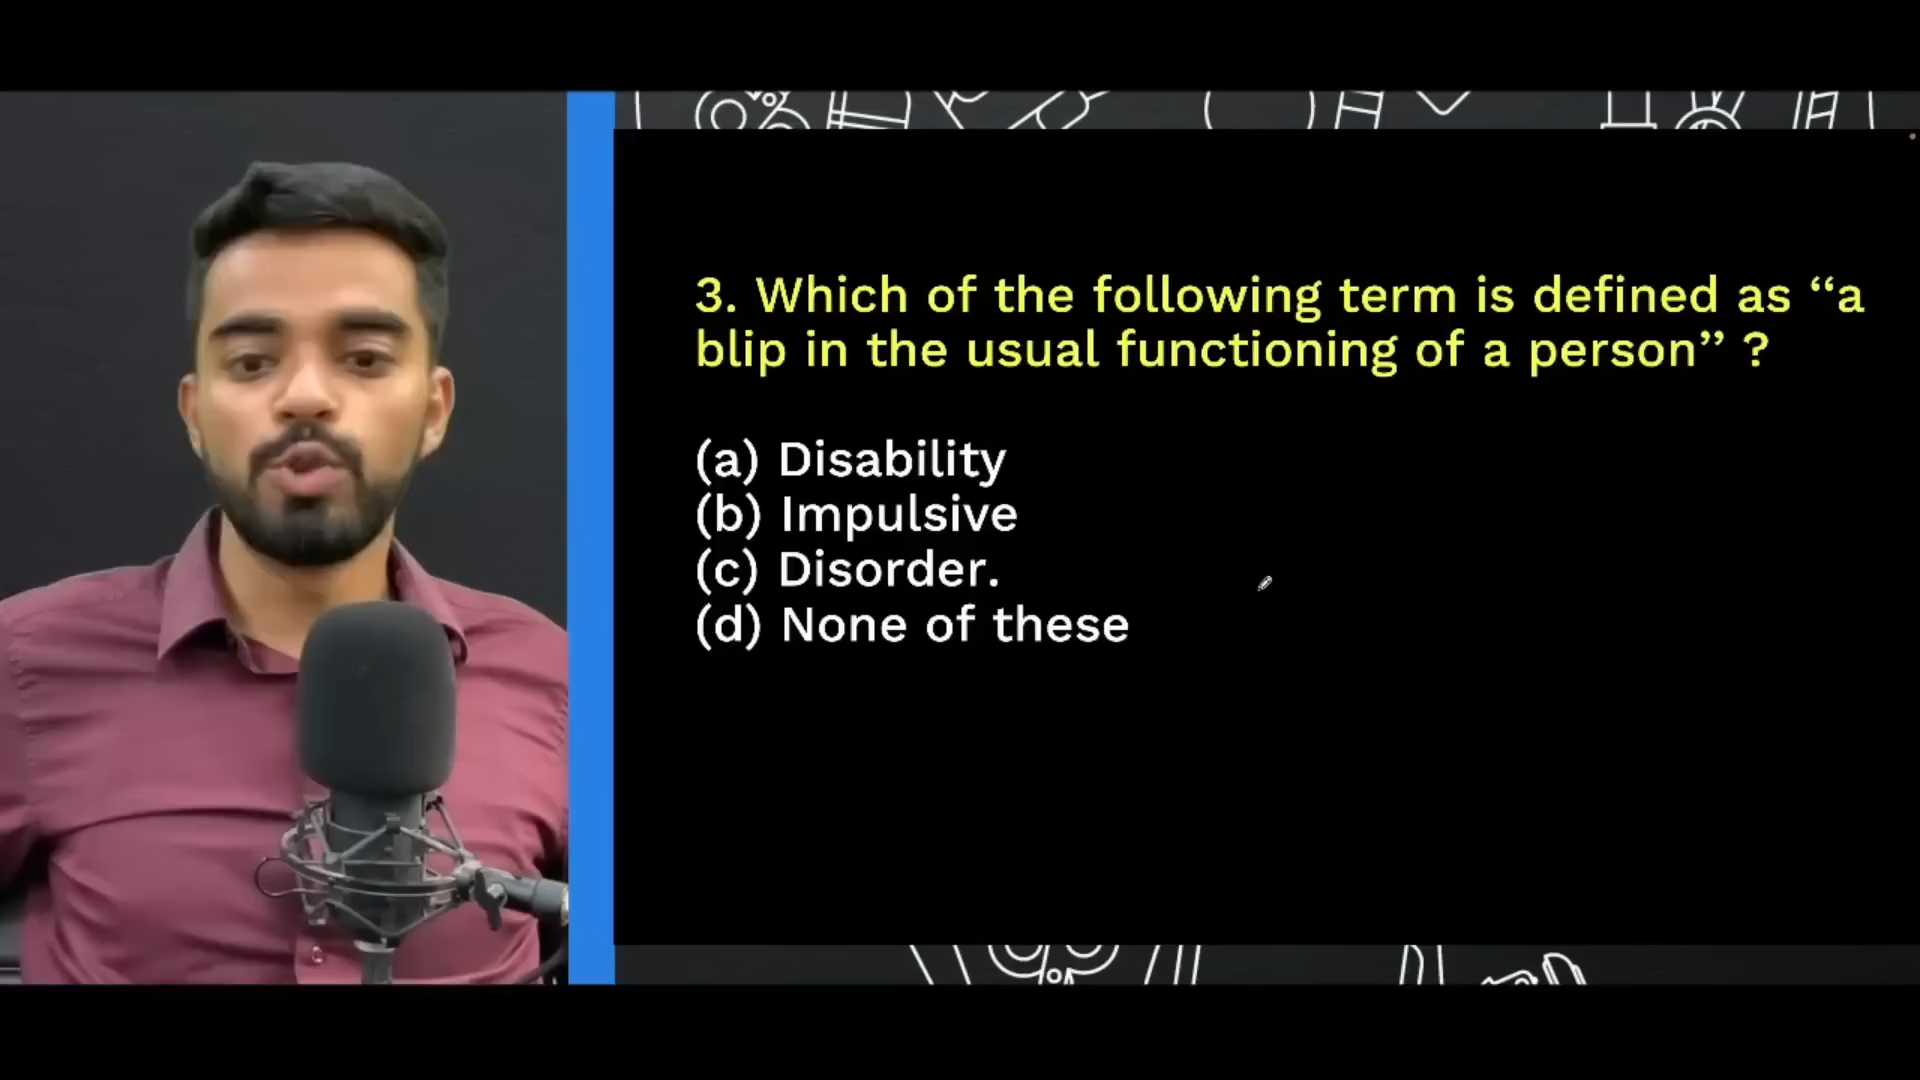 3. Which of the following term is defined as “a
blip in the usual functioning of a person” ?
(a) Disability
(b) Impulsive
(c) Disorder.
(d) None of these